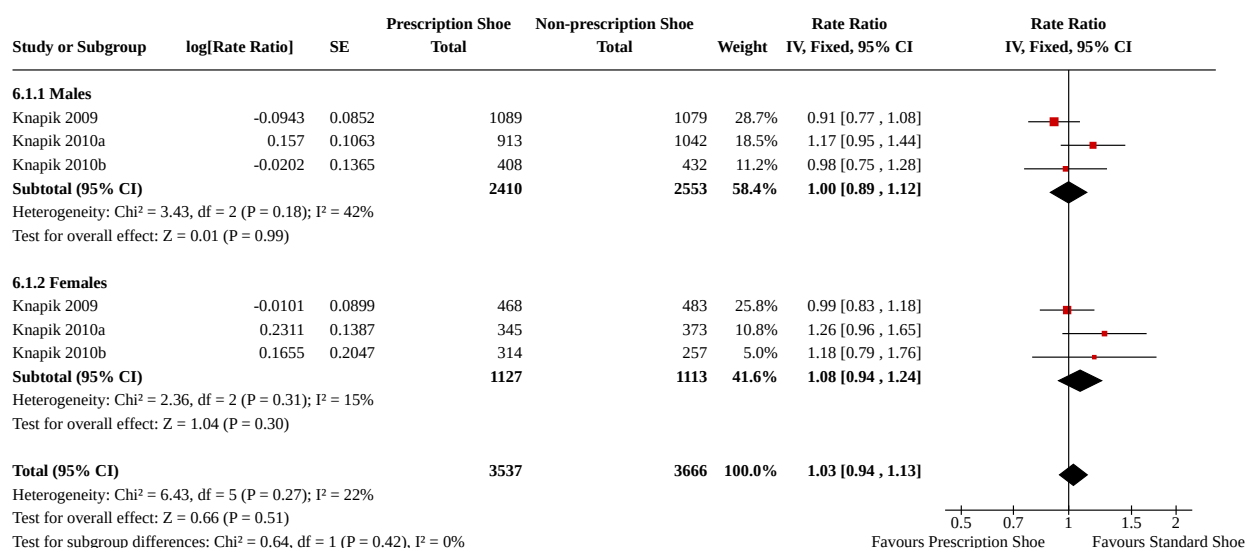 Prescription Shoe Non-prescription Shoe Rate Ratio Rate Ratio
Study or Subgroup log[Rate Ratio] SE Total Total Weight IV, Fixed, 95% CI IV, Fixed, 95% CI
6.1.1 Males
Knapik 2009 -0.0943 0.0852 1089 1079 28.7% 0.91 [0.77 , 1.08]
Knapik 2010a 0.157 0.1063 913 1042 18.5% 1.17 [0.95 , 1.44]
Knapik 2010b -0.0202 0.1365 408 432 11.2% 0.98 [0.75 , 1.28]
Subtotal (95% CI) 2410 2553 58.4% 1.00 [0.89 , 1.12]
Heterogeneity: Chi² = 3.43, df = 2 (P = 0.18); I² = 42%
Test for overall effect: Z = 0.01 (P = 0.99)
6.1.2 Females
Knapik 2009 -0.0101 0.0899 468 483 25.8% 0.99 [0.83 , 1.18]
Knapik 2010a 0.2311 0.1387 345 373 10.8% 1.26 [0.96 , 1.65]
Knapik 2010b 0.1655 0.2047 314 257 5.0% 1.18 [0.79 , 1.76]
Subtotal (95% CI) 1127 1113 41.6% 1.08 [0.94 , 1.24]
Heterogeneity: Chi² = 2.36, df = 2 (P = 0.31); I² = 15%
Test for overall effect: Z = 1.04 (P = 0.30)
Total (95% CI) 3537 3666 100.0% 1.03 [0.94 , 1.13]
Heterogeneity: Chi² = 6.43, df = 5 (P = 0.27); I² = 22%
Test for overall effect: Z = 0.66 (P = 0.51) 0.5 0.7 1 1.5 2
Test for subgroup differences: Chi² = 0.64, df = 1 (P = 0.42), I² = 0% Favours Prescription Shoe Favours Standard Shoe